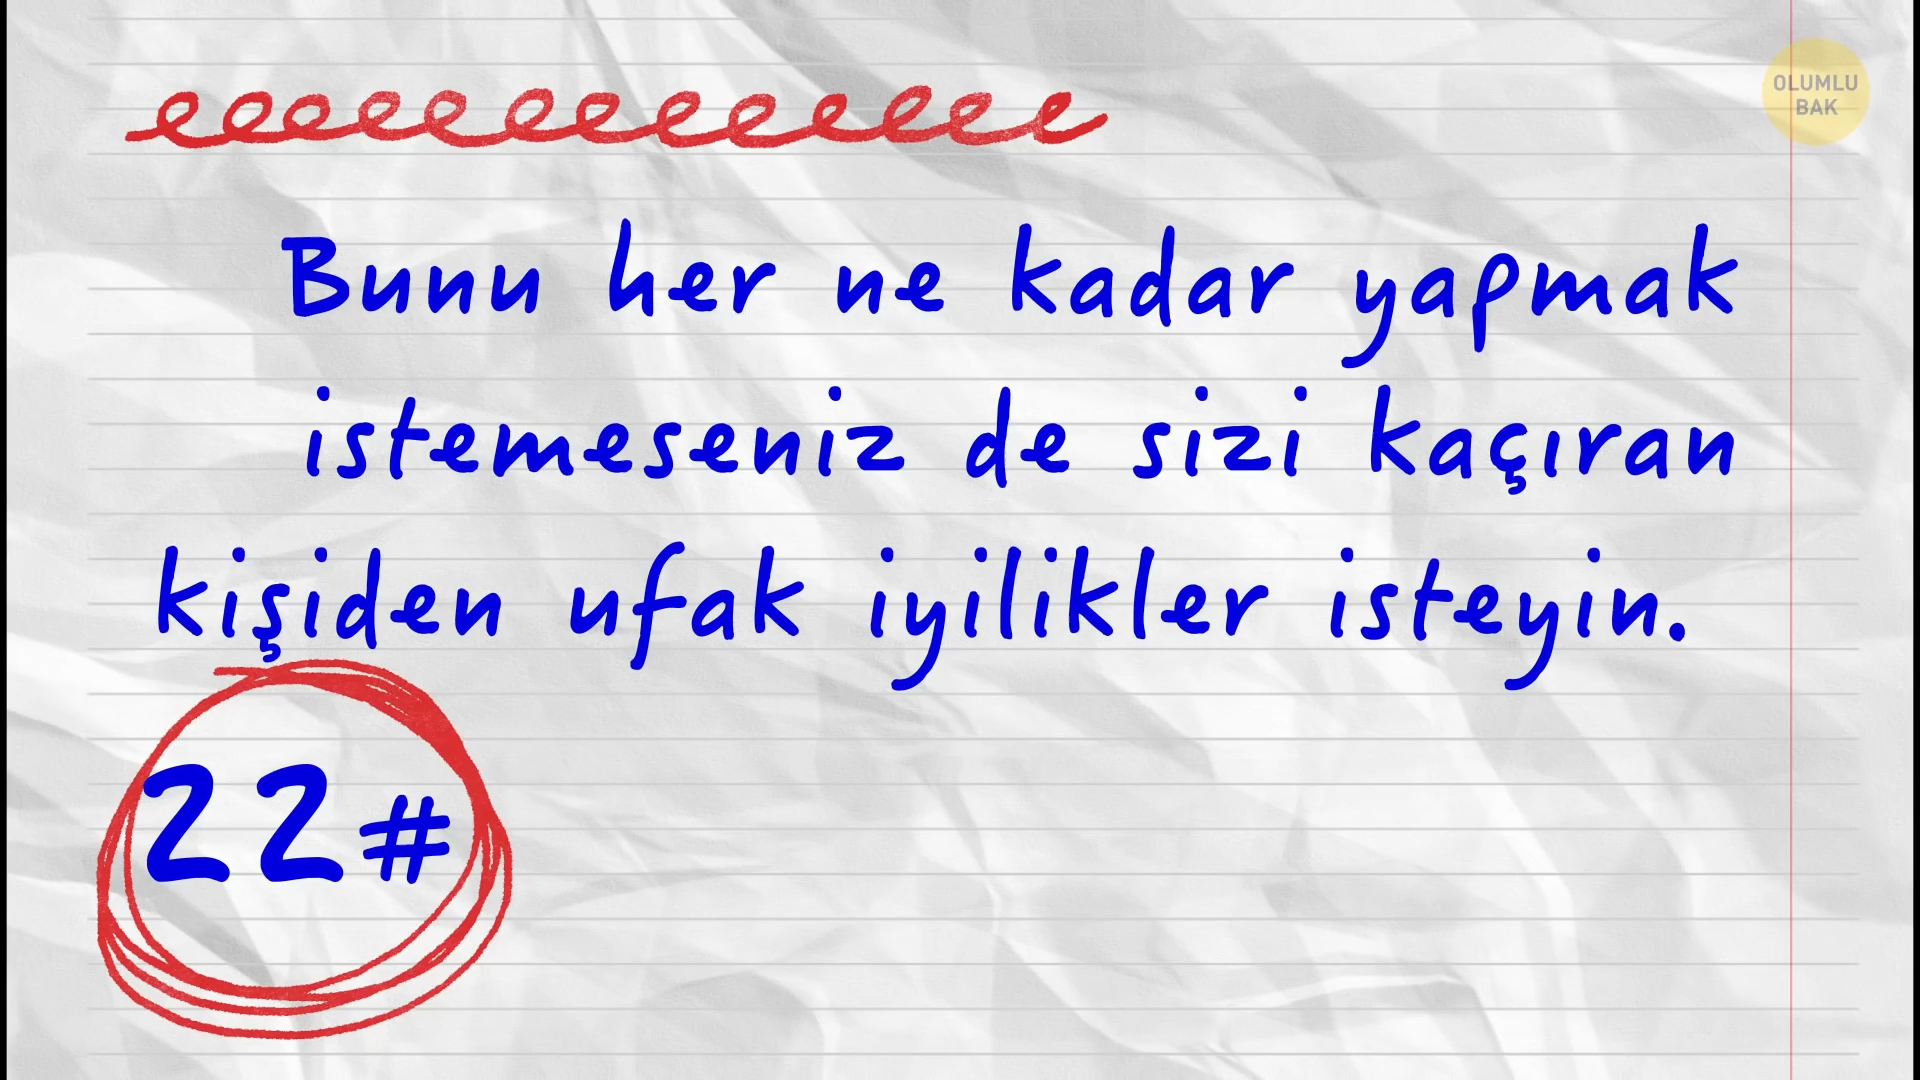 OLUMLU
BAK
Bunu her ne kadar yapmak
istemeseniz de sizi kaçıran
kişiden ufak iyilikler isteyin.
22#